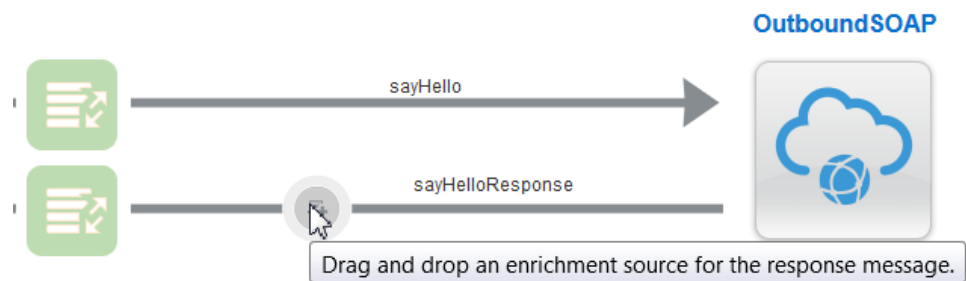 OutboundSOAP
sayHello
sayHelloResponse
Drag and drop an enrichment source for the response message.